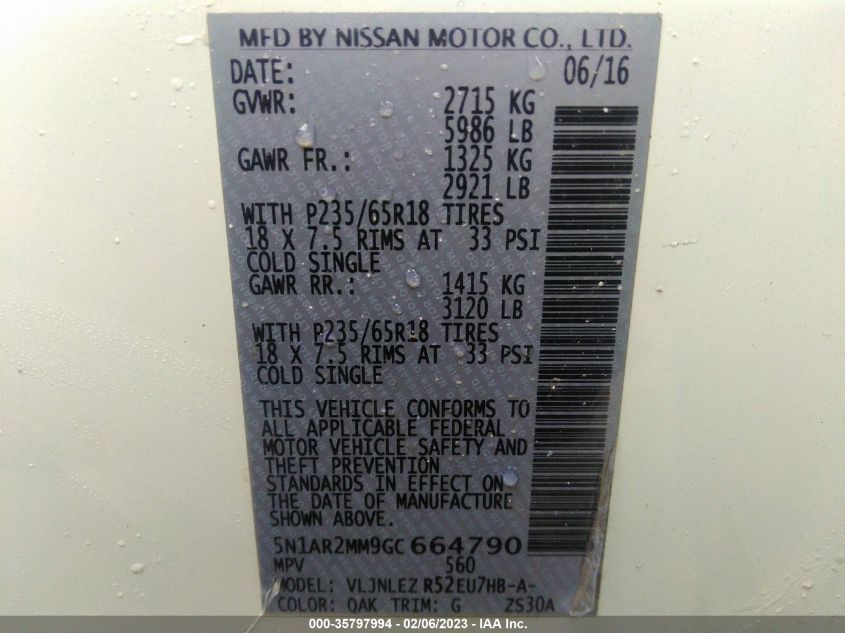 MFD BY NISSAN MOTOR CO., LTD.
DATE: 06/16
GVWR: 2715 KG
5986 LB
GAWR FR.: 1325 KG
2921 LB
WITH P235/65R18 TIRES
18 X 7.5 RIMS AT 33 PSI
COLD SINGLE
GAWR RR.: 1415 KG
3120 LB
WITH P235/65R18 TIRES
18 X 7.5 RIMS AT 33 PSI
COLD SINGLE
THIS VEHICLE CONFORMS TO
ALL APPLICABLE FEDERAL
MOTOR VEHICLE SAFETY AND
THEFT PREVENTION
STANDARDS IN EFFECT ON
THE DATE OF MANUFACTURE
SHOWN ABOVE.
5N1AR2MM9GC664790
MPV 560
MODEL: VLJNLEZ R52EU7HB-A-
COLOR: QAK TRIM: G ZS30A
000-35797994 - 02/06/2023 - IAA Inc.